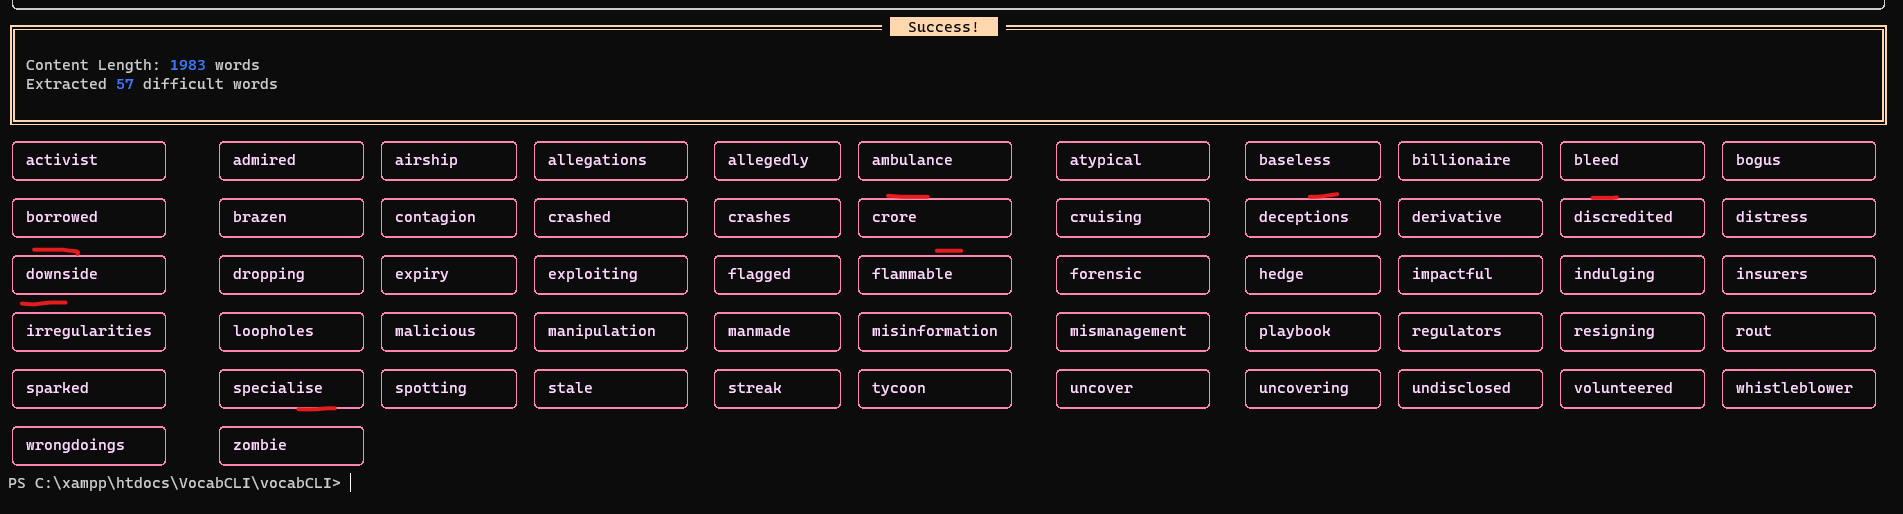 Success!
Content Length: 1983 words
Extracted 57 difficult words
activist admired airship allegations allegedly ambulance atypical baseless billionaire bleed bogus
borrowed brazen contagion crashed crashes crore cruising deceptions derivative discredited distress
downside dropping expiry exploiting flagged flammable forensic hedge impactful indulging insurers
irregularities loopholes malicious manipulation manmade misinformation mismanagement playbook regulators resigning rout
sparked specialise spotting stale streak tycoon uncover uncovering undisclosed volunteered whistleblower
wrongdoings zombie
PS C:\xampp\htdocs\VocabCLI\vocabCLI>